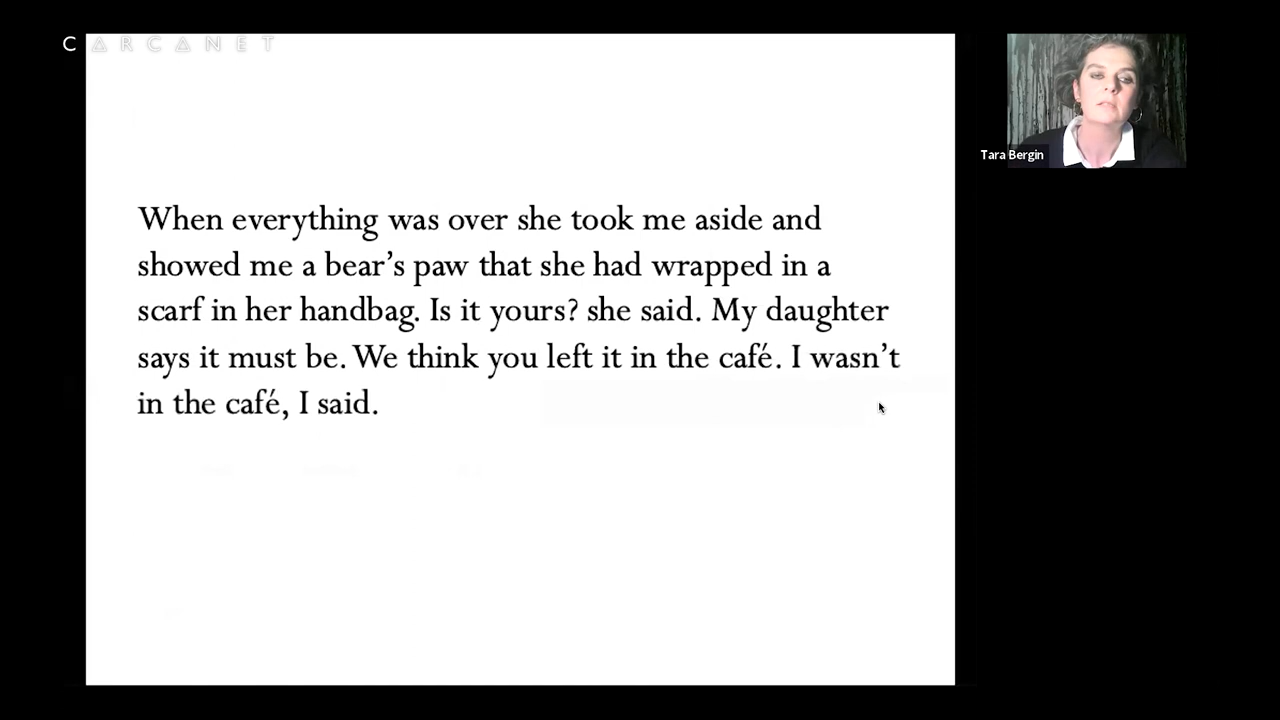 CARCANET
When everything was over she took me aside and
showed me a bear's paw that she had wrapped in a
scarf in her handbag. Is it yours? she said. My daughter
says it must be. We think you left it in the café. I wasn't
in the café, I said.
Tara Bergin